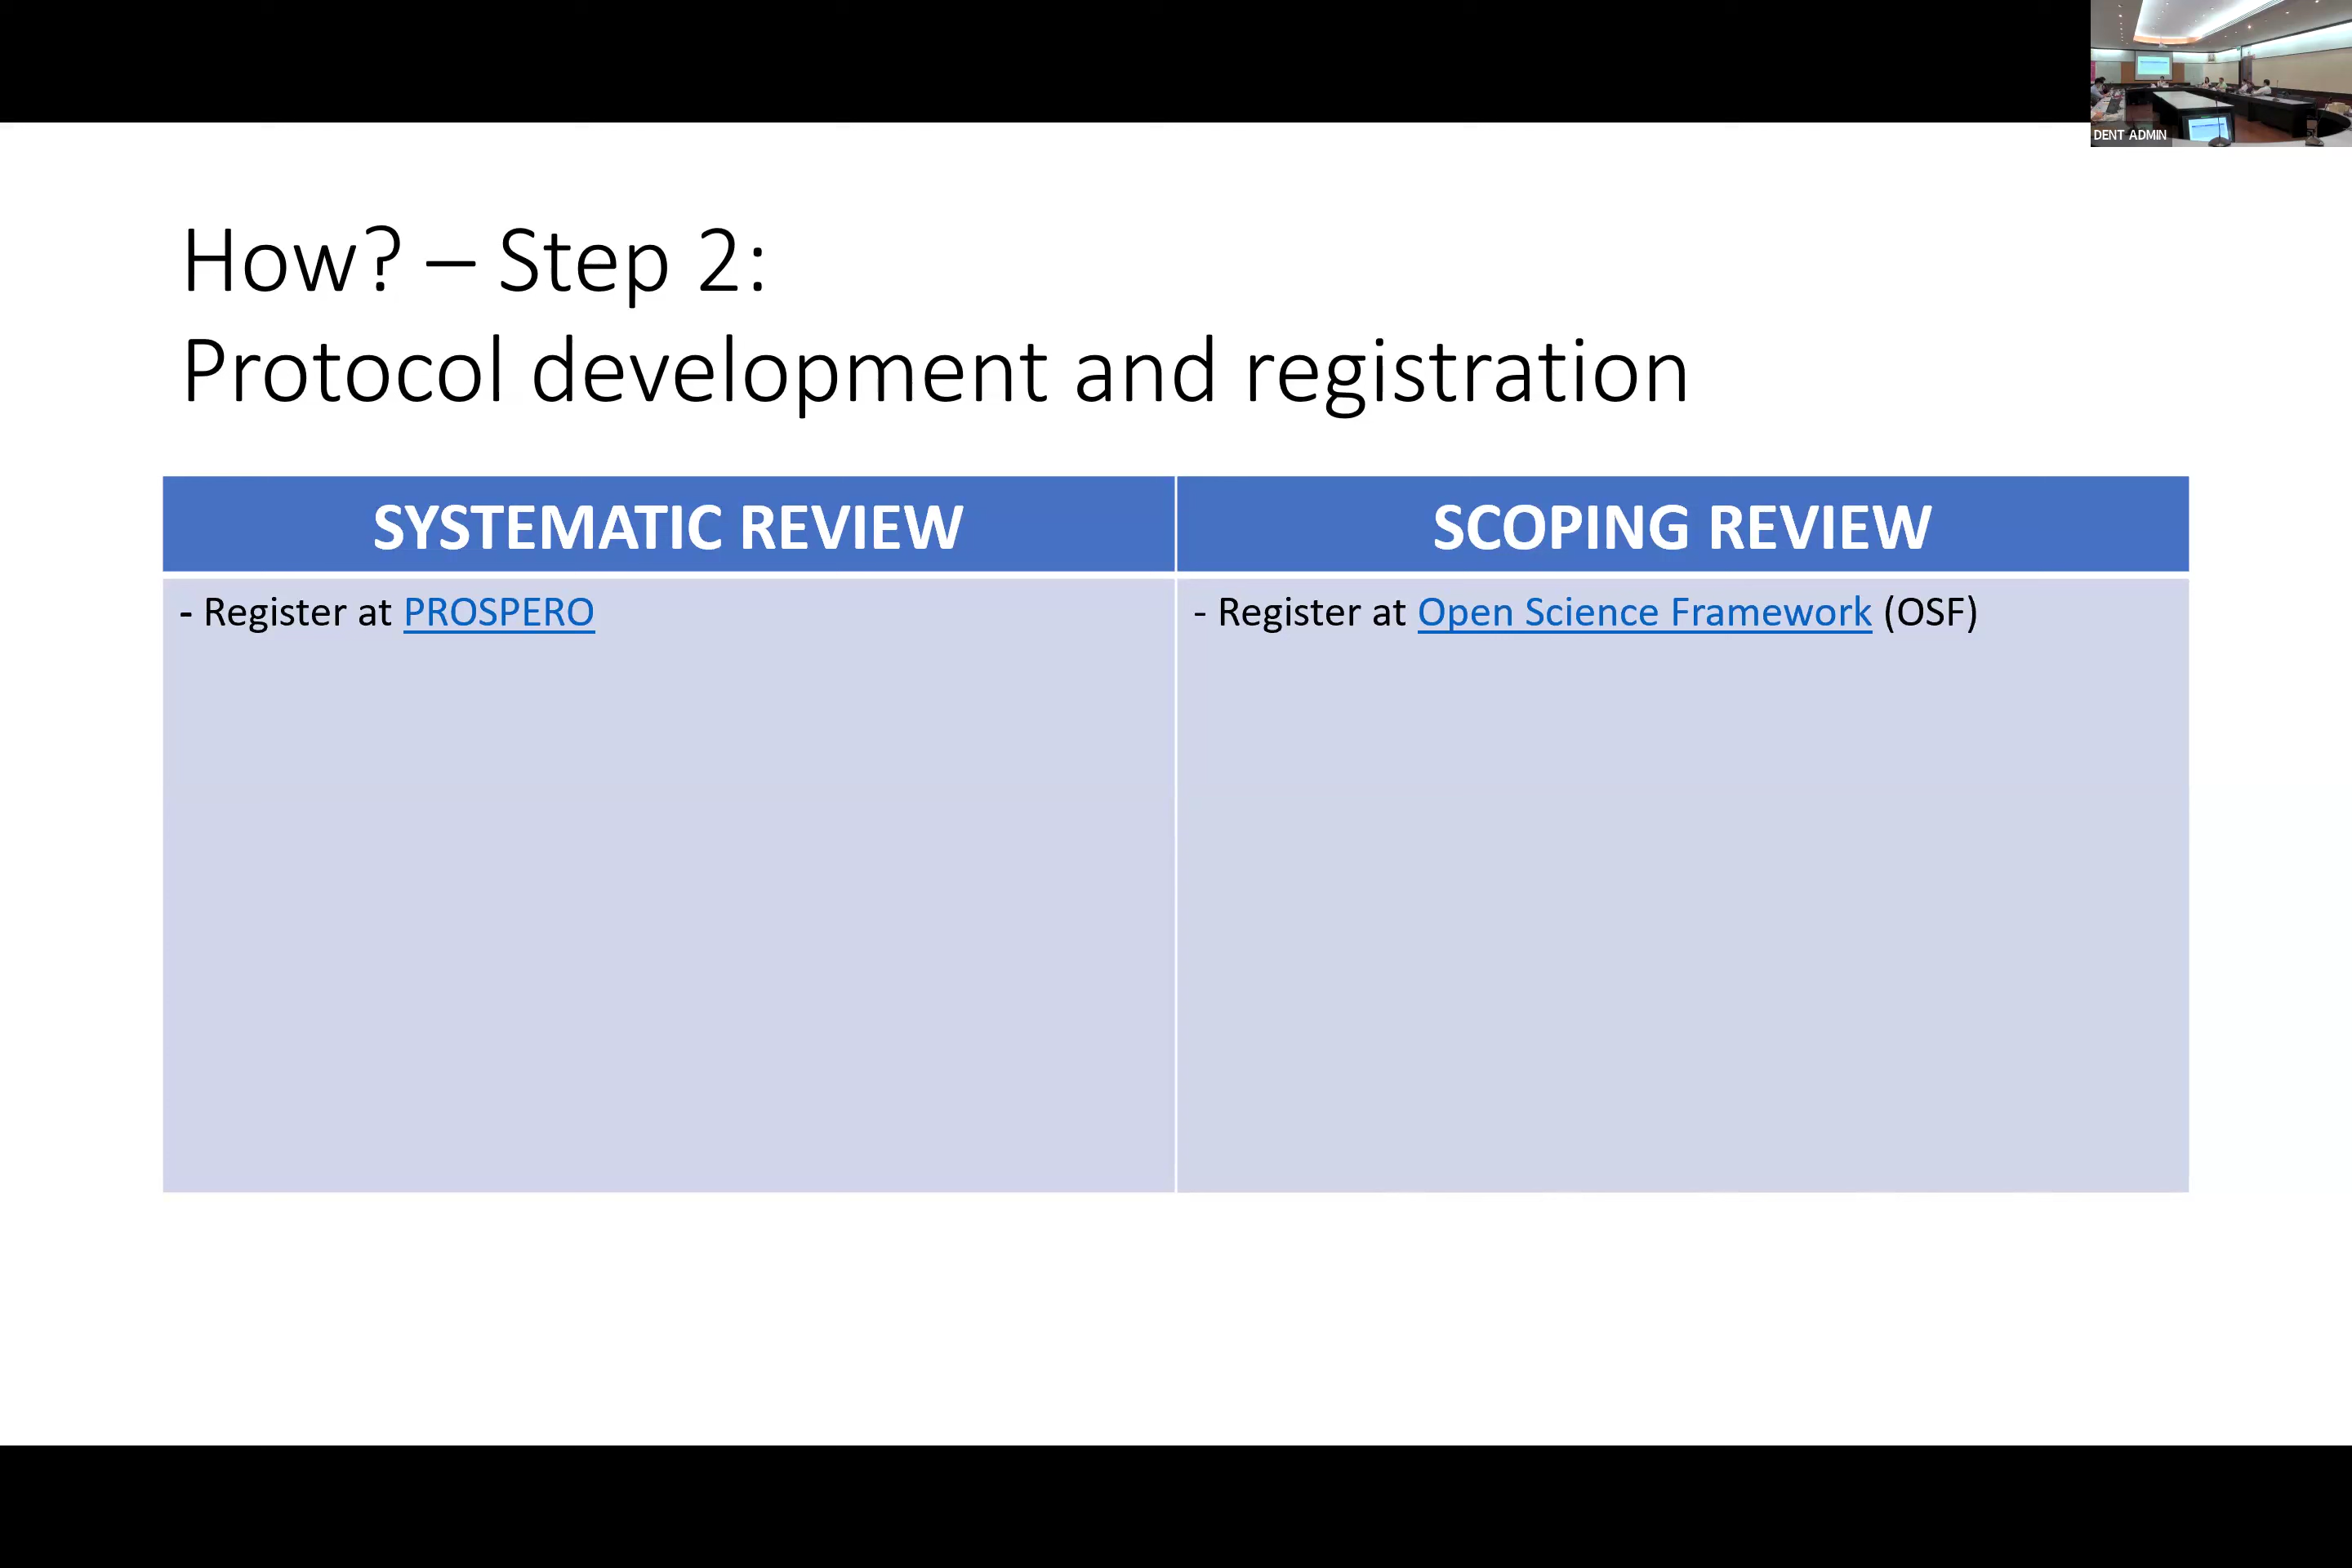 DENT ADMIN
How? – Step 2:
Protocol development and registration
SYSTEMATIC REVIEW
SCOPING REVIEW
- Register at PROSPERO
- Register at Open Science Framework (OSF)